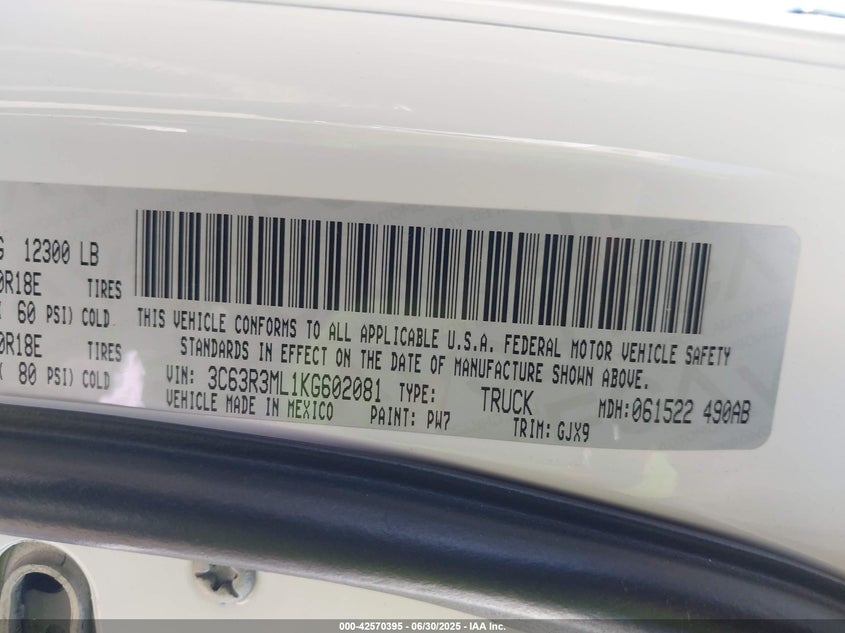 G 12300 LB
0R18E TIRES
( 60 PSI) COLD
0R18E TIRES
( 80 PSI) COLD
THIS VEHICLE CONFORMS TO ALL APPLICABLE U.S.A. FEDERAL MOTOR VEHICLE SAFETY
STANDARDS IN EFFECT ON THE DATE OF MANUFACTURE SHOWN ABOVE.
VIN: 3C63R3ML1KG602081 TYPE: TRUCK MDH: 061522 490AB
VEHICLE MADE IN MEXICO PAINT: PW7 TRIM: GJX9
000-42570395 - 06/30/2025 - IAA Inc.